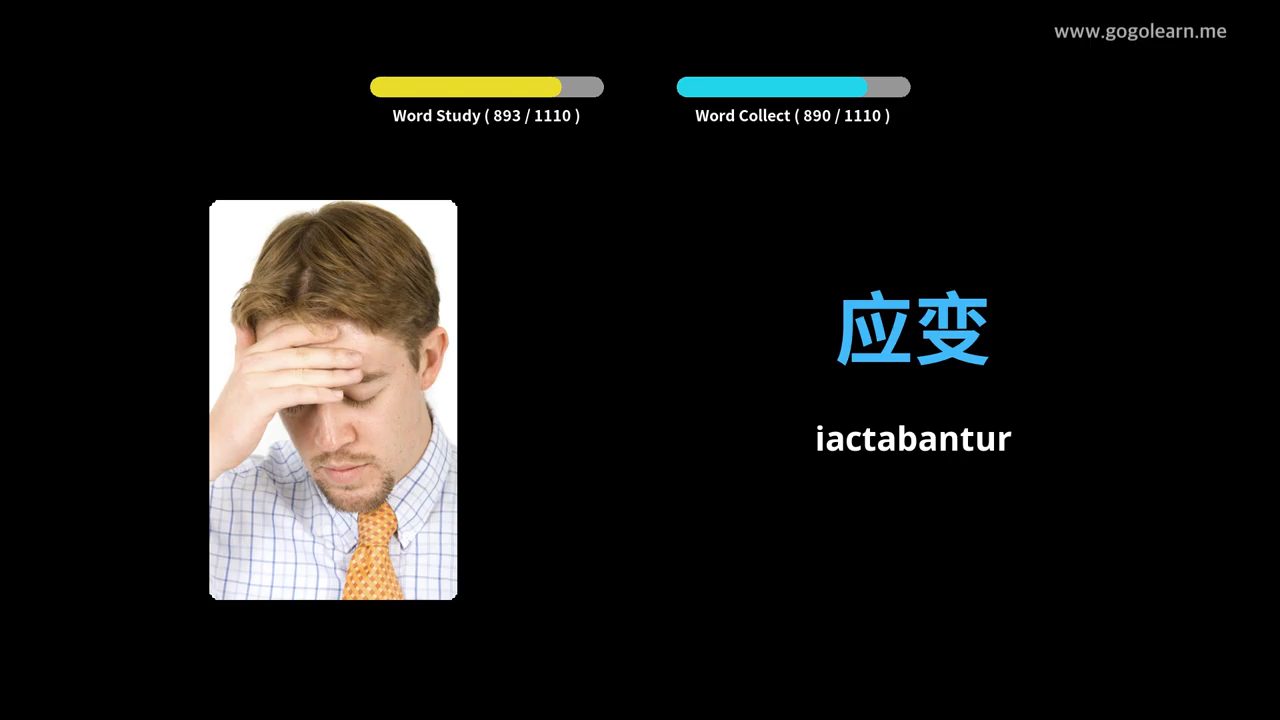 www.gogolearn.me
Word Study ( 893 / 1110 )
Word Collect ( 890 / 1110 )
应变
iactabantur